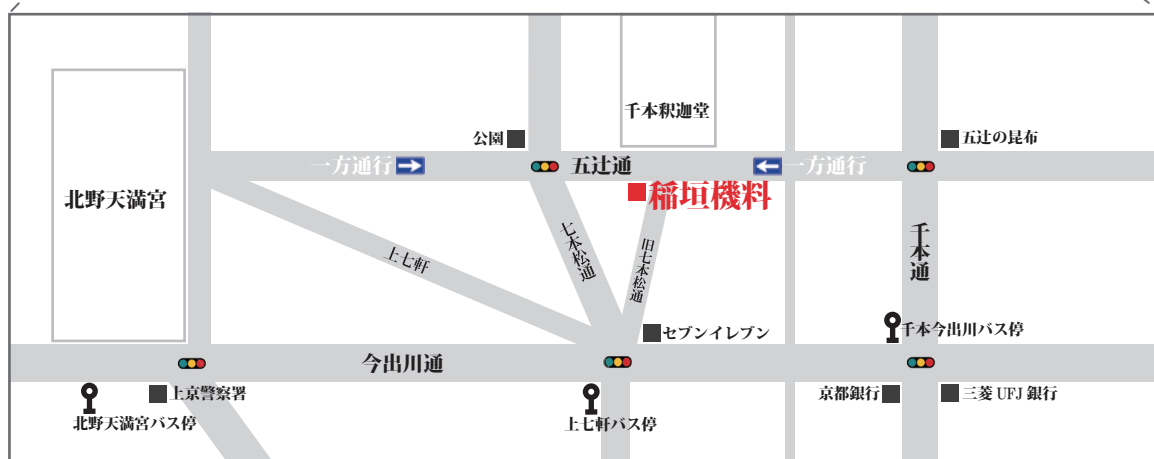 千本釈迦堂
公園
五辻の昆布
一方通行
五辻通
一方通行
北野天満宮
稲垣機料
上七軒
七本松通
旧七本松通
千本通
セブンイレブン
千本今出川バス停
今出川通
上京警察署
京都銀行
三菱 UFJ 銀行
北野天満宮バス停
上七軒バス停